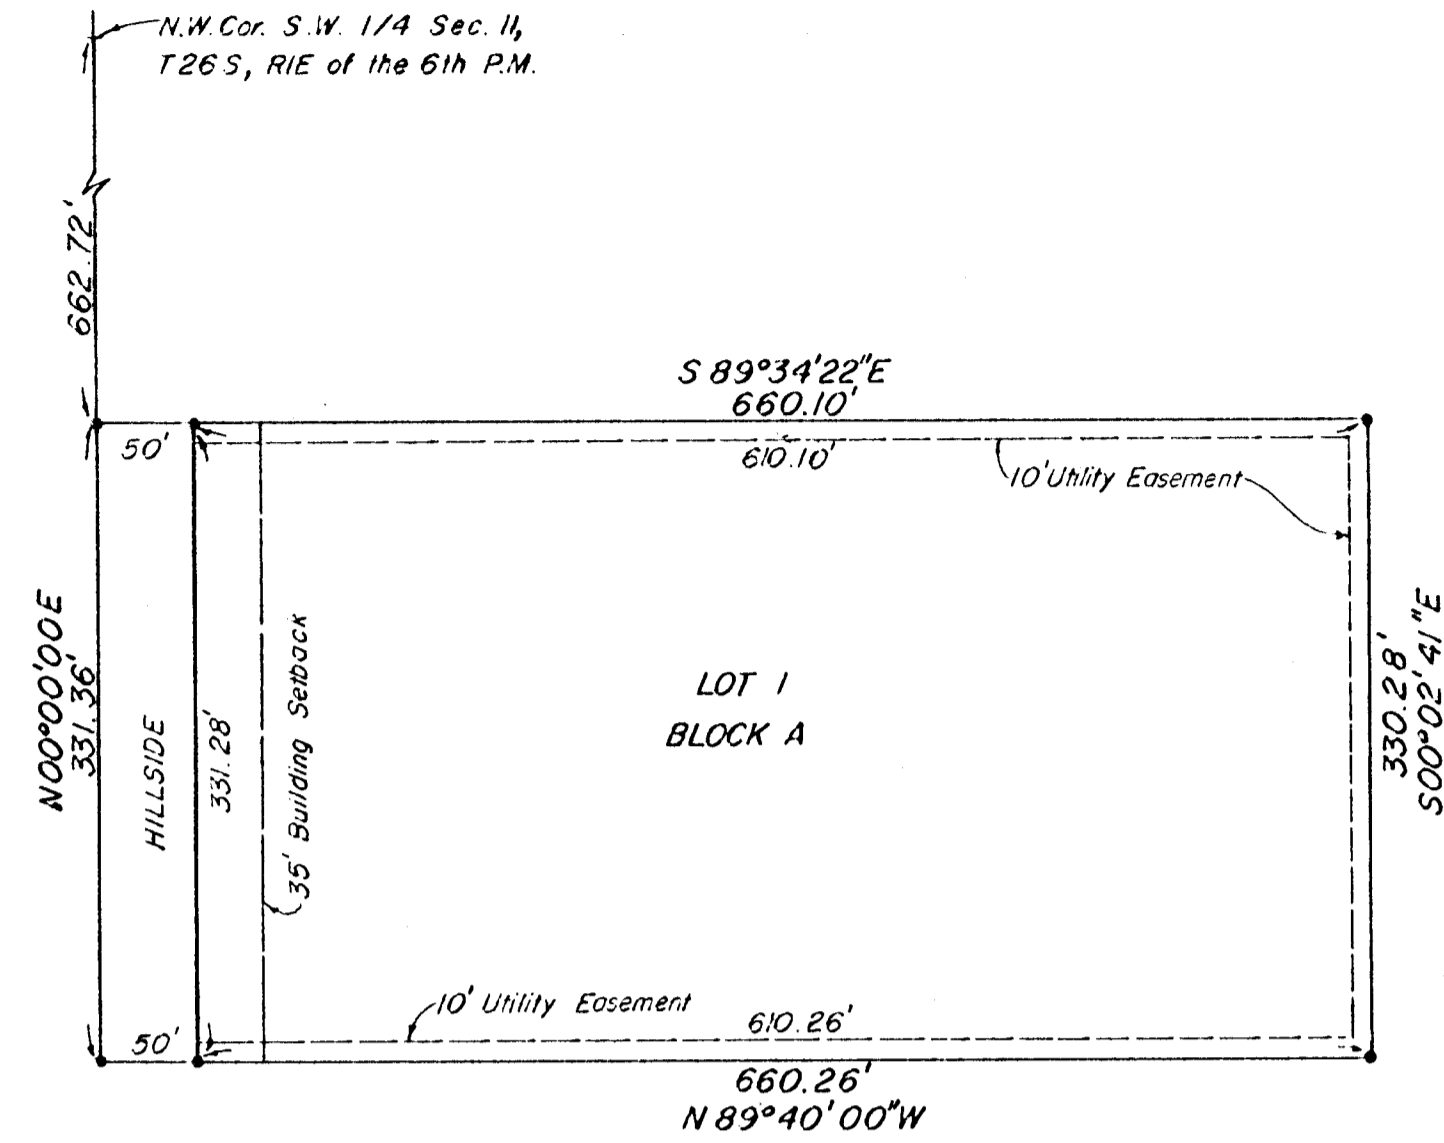 N.W. Cor. S.W. 1/4 Sec. 11,
T26S, R1E of the 6th P.M.
662.72'
S 89°34'22"E
660.10'
50'
610.10'
10' Utility Easement
N00°00'00E
331.36'
HILLSIDE
331.28'
35' Building Setback
LOT 1
BLOCK A
330.28'
S00°02'41"E
10' Utility Easement
610.26'
50'
660.26'
N 89°40'00"W